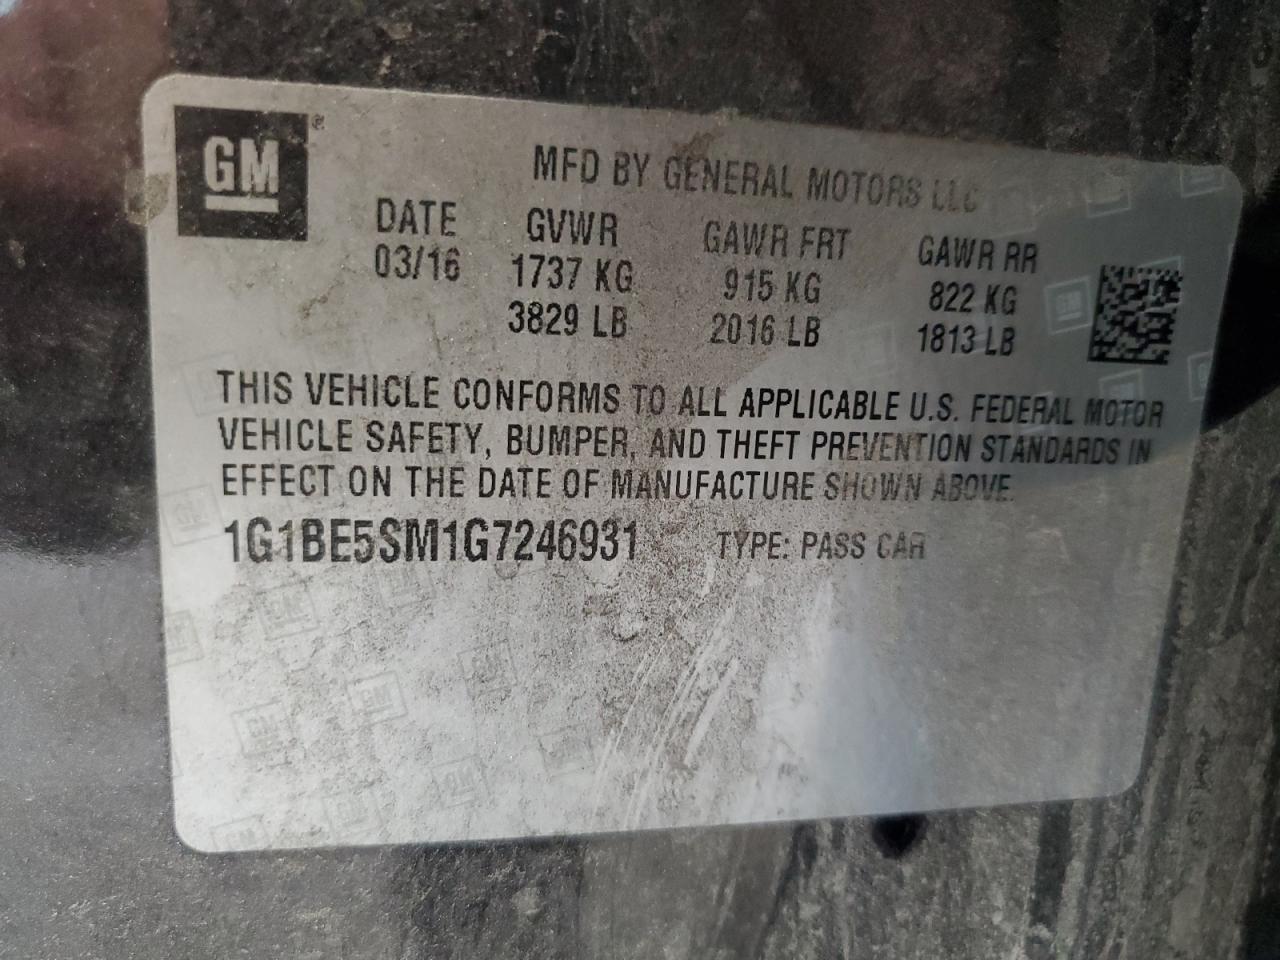 GM®
MFD BY GENERAL MOTORS LLC
DATE GVWR GAWR FRT GAWR RR
03/16 1737 KG 915 KG 822 KG
3829 LB 2016 LB 1813 LB
THIS VEHICLE CONFORMS TO ALL APPLICABLE U.S. FEDERAL MOTOR
VEHICLE SAFETY, BUMPER, AND THEFT PREVENTION STANDARDS IN
EFFECT ON THE DATE OF MANUFACTURE SHOWN ABOVE.
1G1BE5SM1G7246931 TYPE: PASS CAR